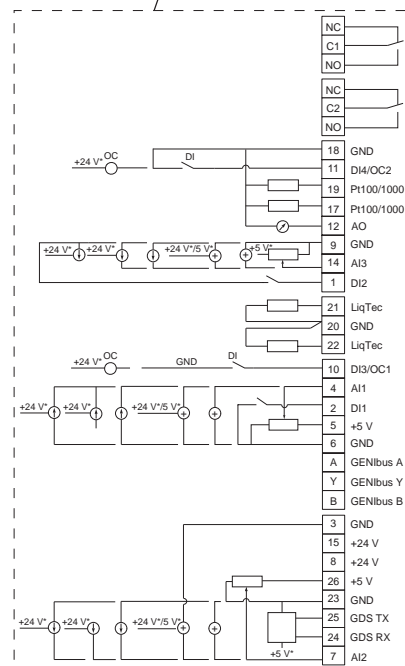 NC
C1
NO
NC
C2
NO
18 GND
+24 V* OC DI 11 DI4/OC2
19 Pt100/1000
17 Pt100/1000
12 AO
9 GND
+24 V* +24 V* +24 V*/5 V* +5 V*
14 AI3
1 DI2
21 LiqTec
20 GND
22 LiqTec
+24 V* OC GND DI 10 DI3/OC1
4 AI1
+24 V* +24 V* +24 V*/5 V* 2 DI1
5 +5 V
6 GND
A GENIbus A
Y GENIbus Y
B GENIbus B
3 GND
15 +24 V
8 +24 V
26 +5 V
23 GND
25 GDS TX
+24 V* +24 V* +24 V*/5 V* 24 GDS RX
+5 V* 7 AI2